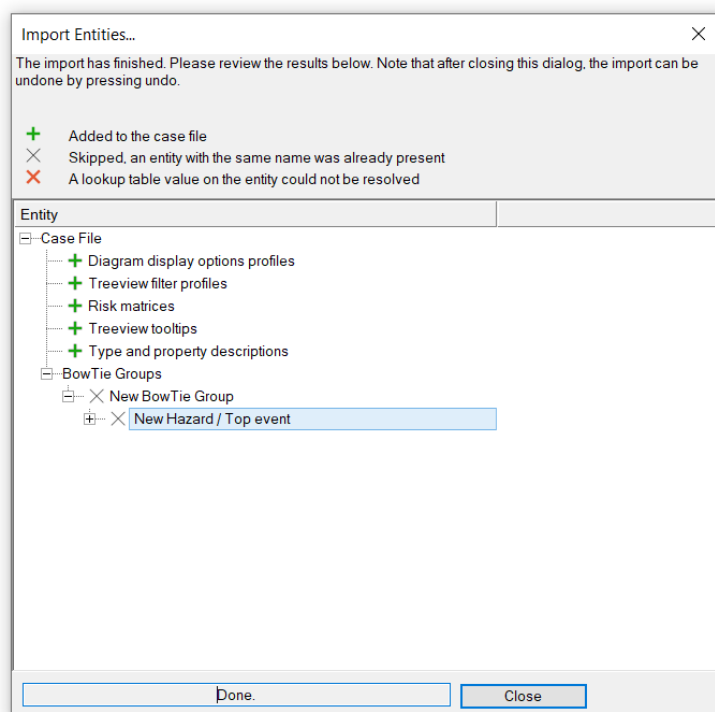 Import Entities...
The import has finished. Please review the results below. Note that after closing this dialog, the import can be
undone by pressing undo.
Added to the case file
Skipped, an entity with the same name was already present
A lookup table value on the entity could not be resolved
Entity
Case File
Diagram display options profiles
Treeview filter profiles
Risk matrices
Treeview tooltips
Type and property descriptions
BowTie Groups
New BowTie Group
New Hazard / Top event
Done.
Close